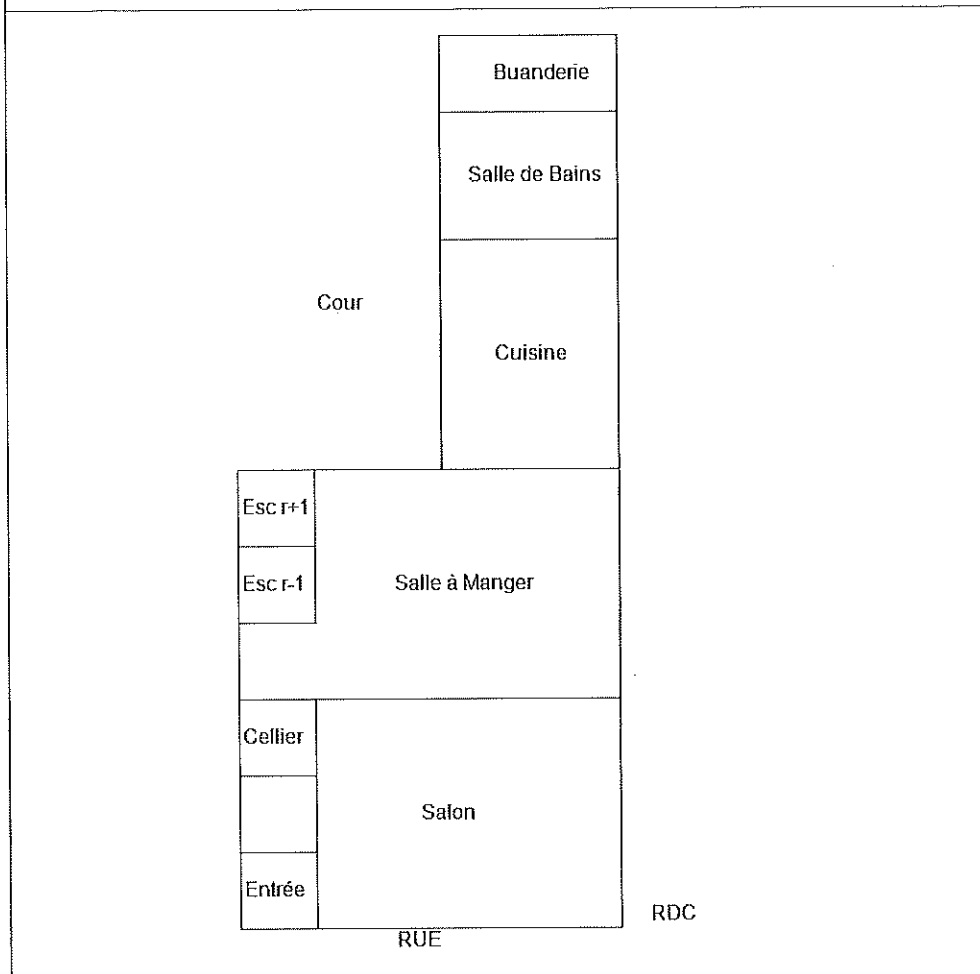 Buanderie
Salle de Bains
Cour
Cuisine
Esc r+1
Esc r-1
Salle à Manger
Cellier
Salon
Entrée
RDC
RUE